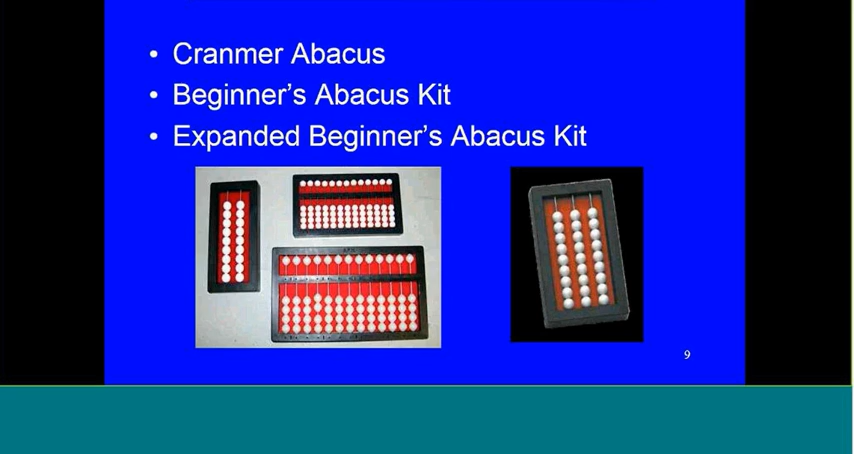 • Cranmer Abacus
• Beginner's Abacus Kit
• Expanded Beginner's Abacus Kit
9